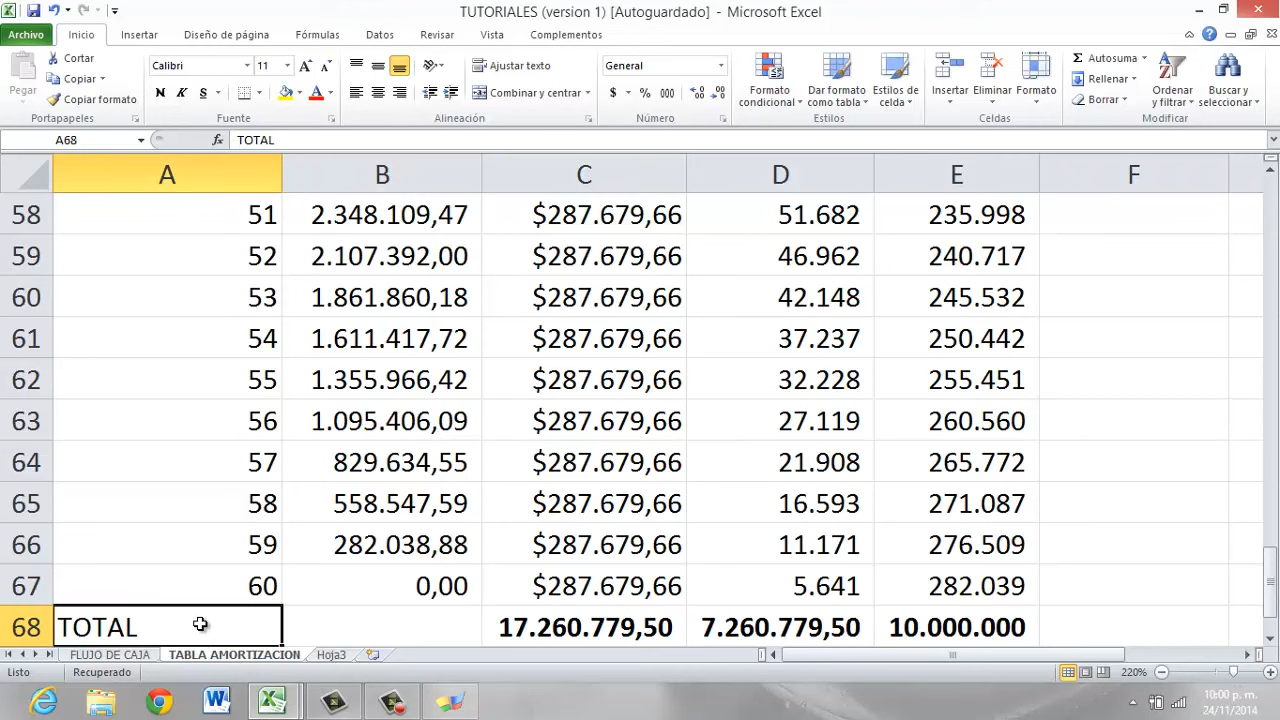 TUTORIALES (version 1) [Autoguardado] - Microsoft Excel
Archivo Inicio Insertar Diseño de página Fórmulas Datos Revisar Vista Complementos
Pegar
Cortar
Copiar
Copiar formato
Portapapeles
Calibri 11
N K S
Fuente
Ajustar texto
Combinar y centrar
Alineación
General
$ % 000
Número
Formato condicional
Dar formato como tabla
Estilos de celda
Estilos
Insertar Eliminar Formato
Celdas
Autosuma
Rellenar
Borrar
Ordenar y filtrar
Buscar y seleccionar
Modificar
A68 fx TOTAL
A B C D E F
58 51 2.348.109,47 $287.679,66 51.682 235.998
59 52 2.107.392,00 $287.679,66 46.962 240.717
60 53 1.861.860,18 $287.679,66 42.148 245.532
61 54 1.611.417,72 $287.679,66 37.237 250.442
62 55 1.355.966,42 $287.679,66 32.228 255.451
63 56 1.095.406,09 $287.679,66 27.119 260.560
64 57 829.634,55 $287.679,66 21.908 265.772
65 58 558.547,59 $287.679,66 16.593 271.087
66 59 282.038,88 $287.679,66 11.171 276.509
67 60 0,00 $287.679,66 5.641 282.039
68 TOTAL 17.260.779,50 7.260.779,50 10.000.000
FLUJO DE CAJA TABLA AMORTIZACION Hoja3
Listo Recuperado 220%
10:00 p. m.
24/11/2014